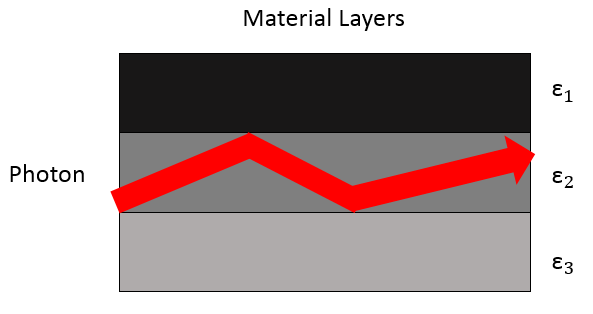 Material Layers
ε₁
Photon
ε₂
ε₃